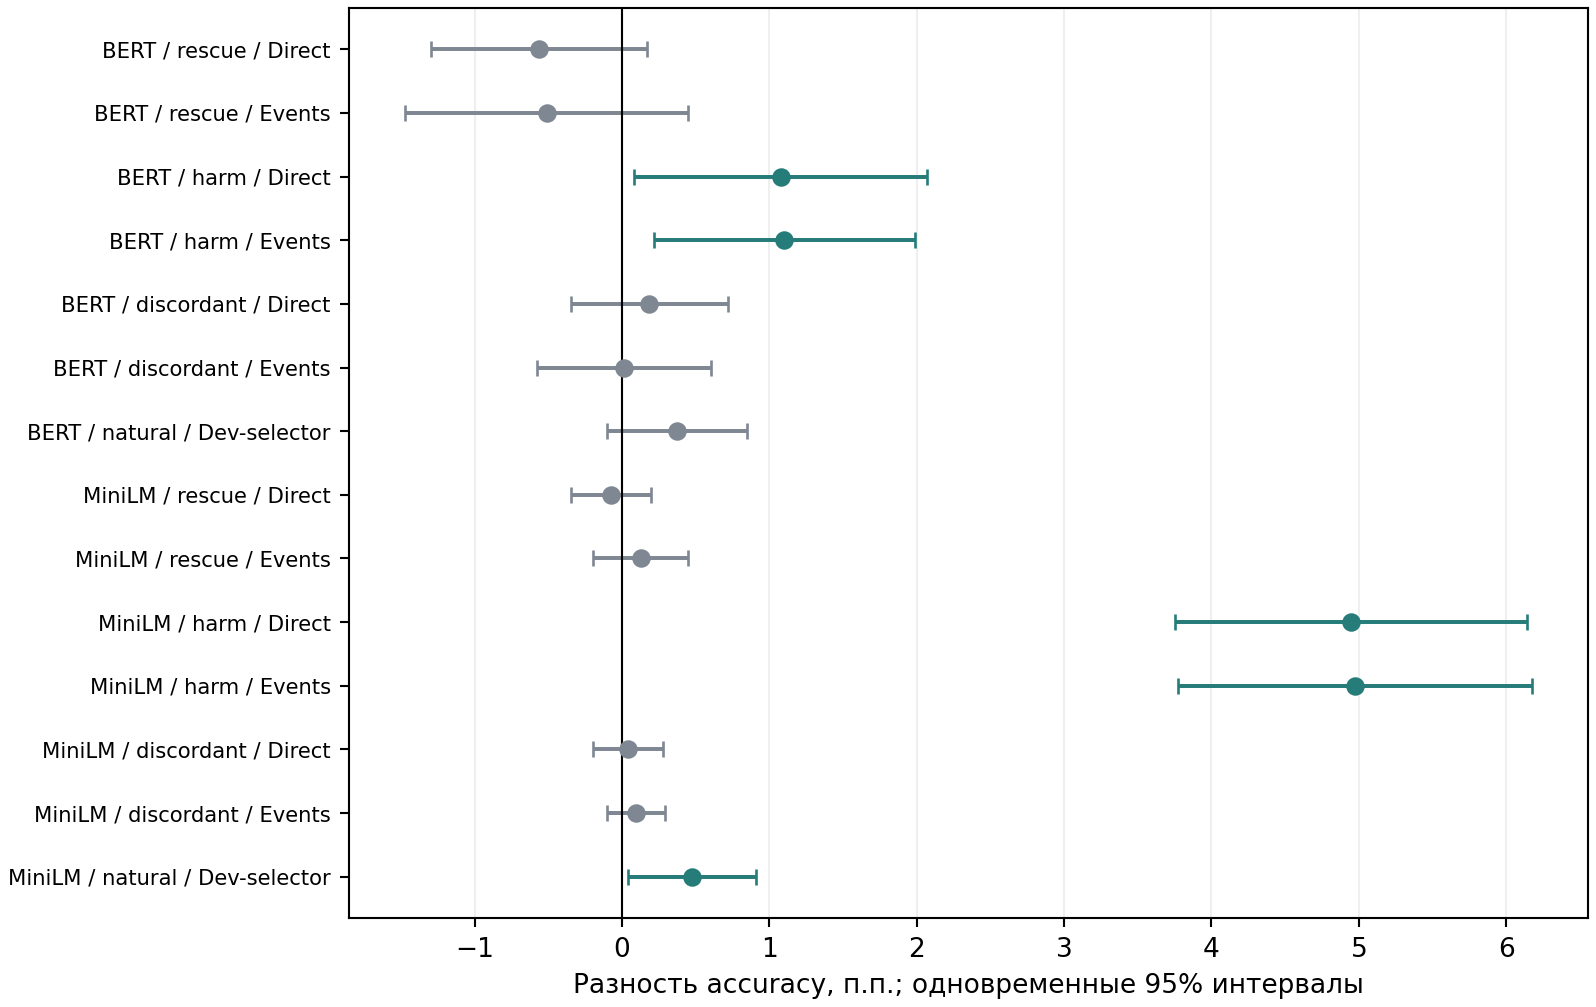 BERT / rescue / Direct
BERT / rescue / Events
BERT / harm / Direct
BERT / harm / Events
BERT / discordant / Direct
BERT / discordant / Events
BERT / natural / Dev-selector
MiniLM / rescue / Direct
MiniLM / rescue / Events
MiniLM / harm / Direct
MiniLM / harm / Events
MiniLM / discordant / Direct
MiniLM / discordant / Events
MiniLM / natural / Dev-selector
−1 0 1 2 3 4 5 6
Разность accuracy, п.п.; одновременные 95% интервалы